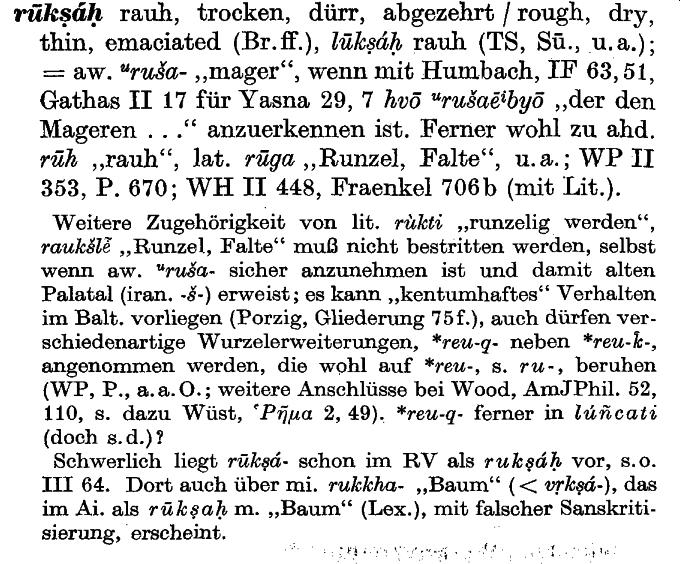 rūkṣáḥ rauh, trocken, dürr, abgezehrt / rough, dry,
thin, emaciated (Br. ff.), lūkṣáḥ rauh (TS, Sū., u. a.);
= aw. ᵘruša- „mager“, wenn mit Humbach, IF 63, 51,
Gathas II 17 für Yasna 29, 7 hvō ᵘrušaēⁱbyō „der den
Mageren . . .“ anzuerkennen ist. Ferner wohl zu ahd.
rūh „rauh“, lat. rūga „Runzel, Falte“, u. a.; WP II
353, P. 670; WH II 448, Fraenkel 706 b (mit Lit.).
Weitere Zugehörigkeit von lit. rùkti „runzelig werden“,
raukšlė̃ „Runzel, Falte“ muß nicht bestritten werden, selbst
wenn aw. ᵘruša- sicher anzunehmen ist und damit alten
Palatal (iran. -š-) erweist; es kann „kentumhaftes“ Verhalten
im Balt. vorliegen (Porzig, Gliederung 75 f.), auch dürfen ver-
schiedenartige Wurzelerweiterungen, *reu-q- neben *reu-k̂-,
angenommen werden, die wohl auf *reu-, s. ru-, beruhen
(WP, P., a. a. O.; weitere Anschlüsse bei Wood, AmJPhil. 52,
110, s. dazu Wüst, Ῥῆμα 2, 49). *reu-q- ferner in lúñcati
(doch s. d.)?
Schwerlich liegt rūkṣá- schon im RV als rukṣáḥ vor, s. o.
III 64. Dort auch über mi. rukkha- „Baum“ (< vṛkṣá-), das
im Ai. als rūkṣaḥ m. „Baum“ (Lex.), mit falscher Sanskriti-
sierung, erscheint.